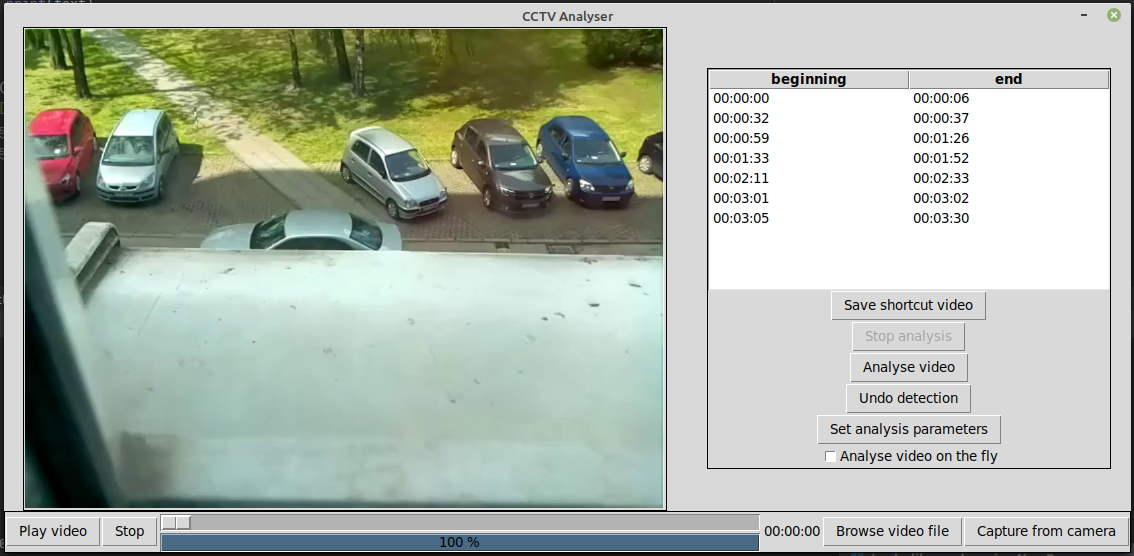 CCTV Analyser
beginning end
00:00:00 00:00:06
00:00:32 00:00:37
00:00:59 00:01:26
00:01:33 00:01:52
00:02:11 00:02:33
00:03:01 00:03:02
00:03:05 00:03:30
Save shortcut video
Stop analysis
Analyse video
Undo detection
Set analysis parameters
Analyse video on the fly
Play video Stop 00:00:00 Browse video file Capture from camera
100 %